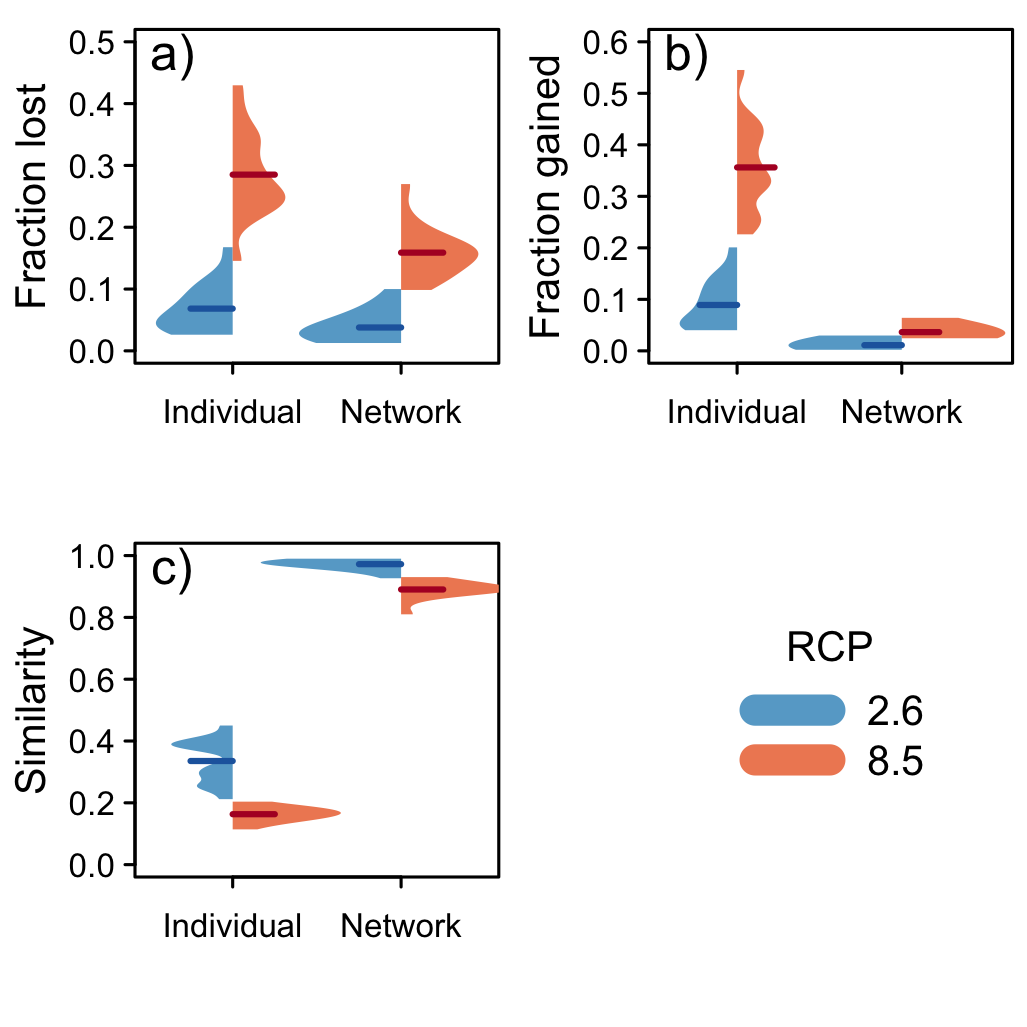 a)
Fraction lost
0.5
0.4
0.3
0.2
0.1
0.0
Individual Network
b)
Fraction gained
0.6
0.5
0.4
0.3
0.2
0.1
0.0
Individual Network
c)
Similarity
1.0
0.8
0.6
0.4
0.2
0.0
Individual Network
RCP
2.6
8.5